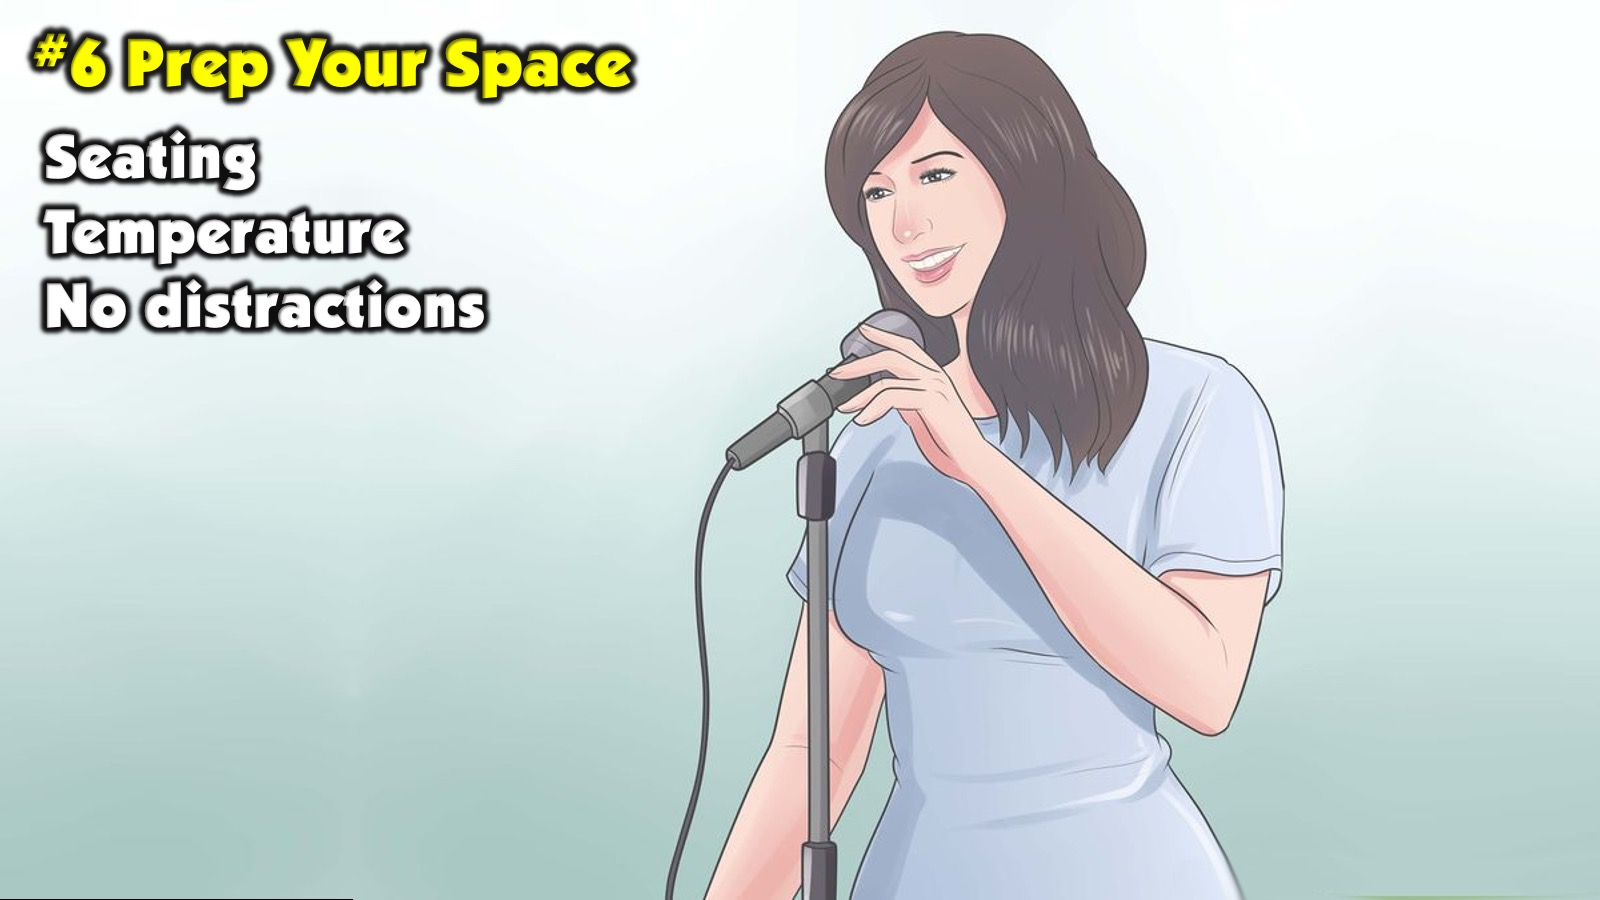 #6 Prep Your Space
Seating
Temperature
No distractions